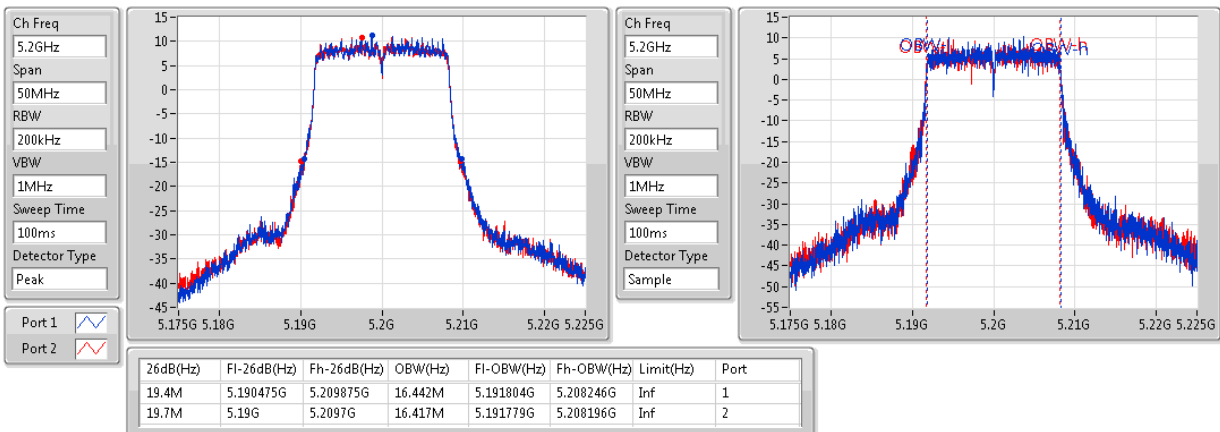 Ch Freq
5.2GHz
Span
50MHz
RBW
200kHz
VBW
1MHz
Sweep Time
100ms
Detector Type
Peak
Port 1
Port 2
15
10
5
0
-5
-10
-15
-20
-25
-30
-35
-40
-45
5.175G 5.18G 5.19G 5.2G 5.21G 5.22G 5.225G
Ch Freq
5.2GHz
Span
50MHz
RBW
200kHz
VBW
1MHz
Sweep Time
100ms
Detector Type
Sample
15
10
5
0
-5
-10
-15
-20
-25
-30
-35
-40
-45
-50
-55
OBW-l OBW-h
5.175G 5.18G 5.19G 5.2G 5.21G 5.22G 5.225G
26dB(Hz) Fl-26dB(Hz) Fh-26dB(Hz) OBW(Hz) Fl-OBW(Hz) Fh-OBW(Hz) Limit(Hz) Port
19.4M 5.190475G 5.209875G 16.442M 5.191804G 5.208246G Inf 1
19.7M 5.19G 5.2097G 16.417M 5.191779G 5.208196G Inf 2